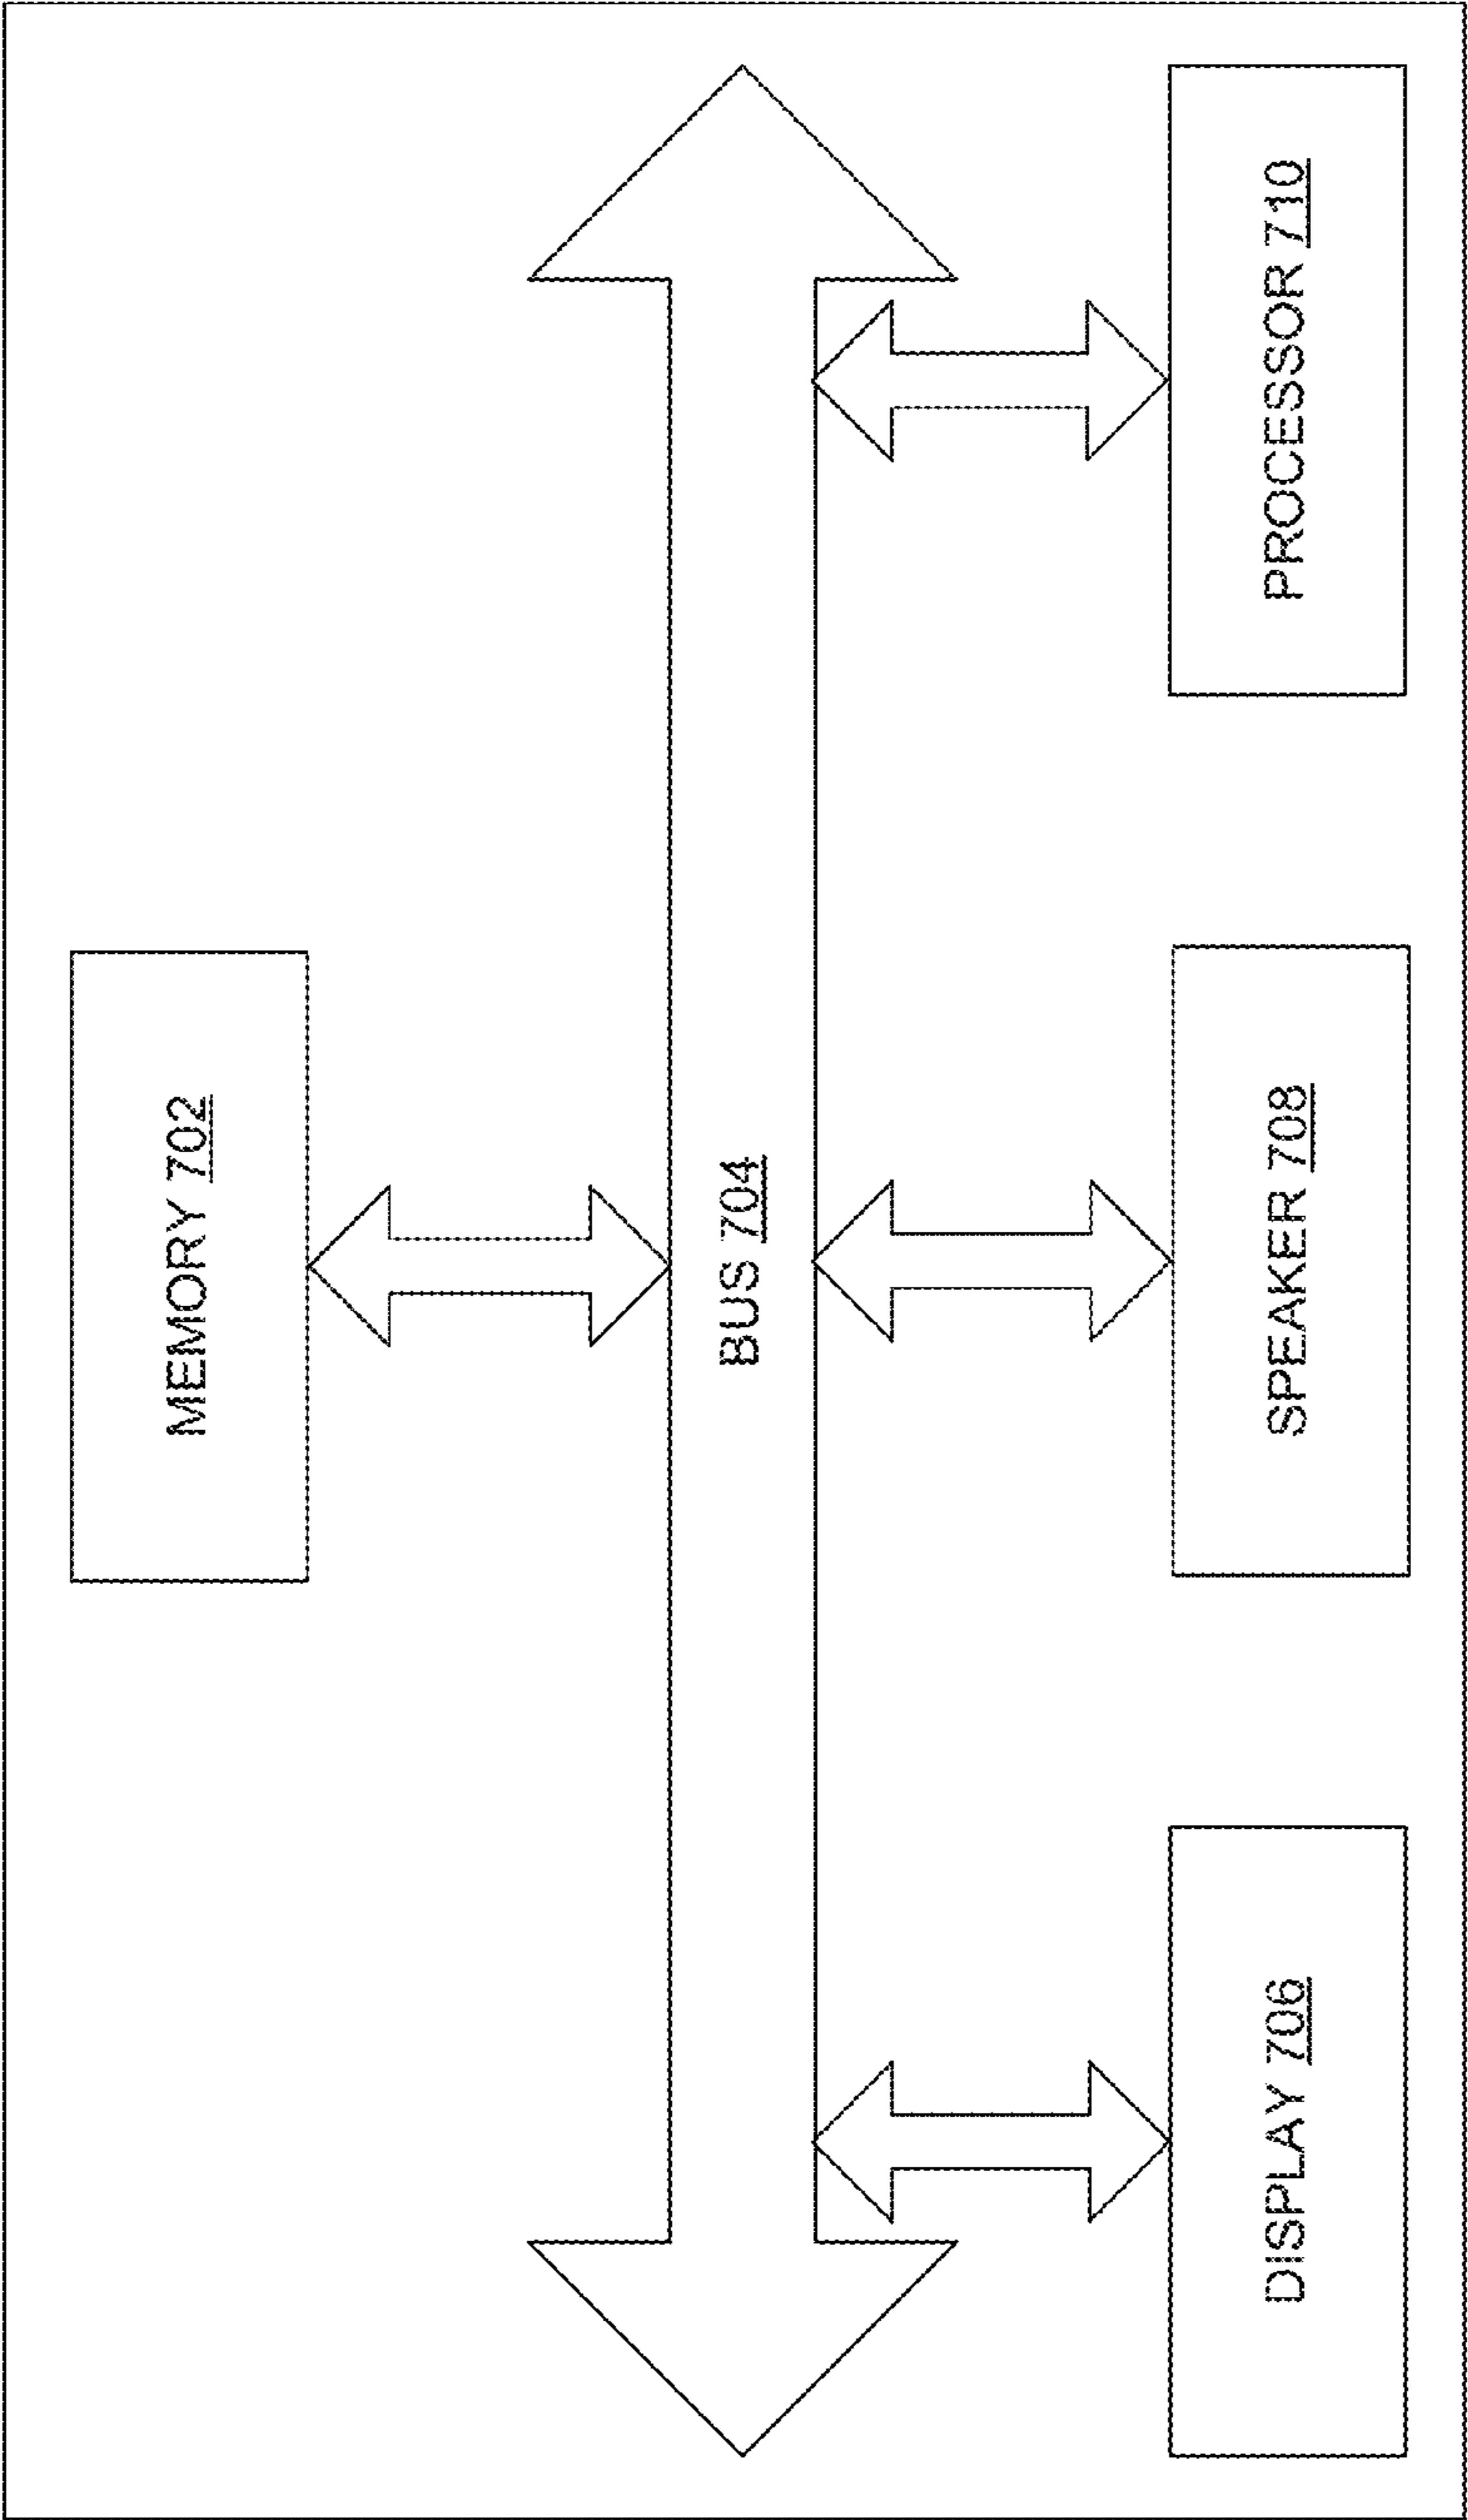 MEMORY 702
BUS 704
DISPLAY 706
SPEAKER 708
PROCESSOR 710